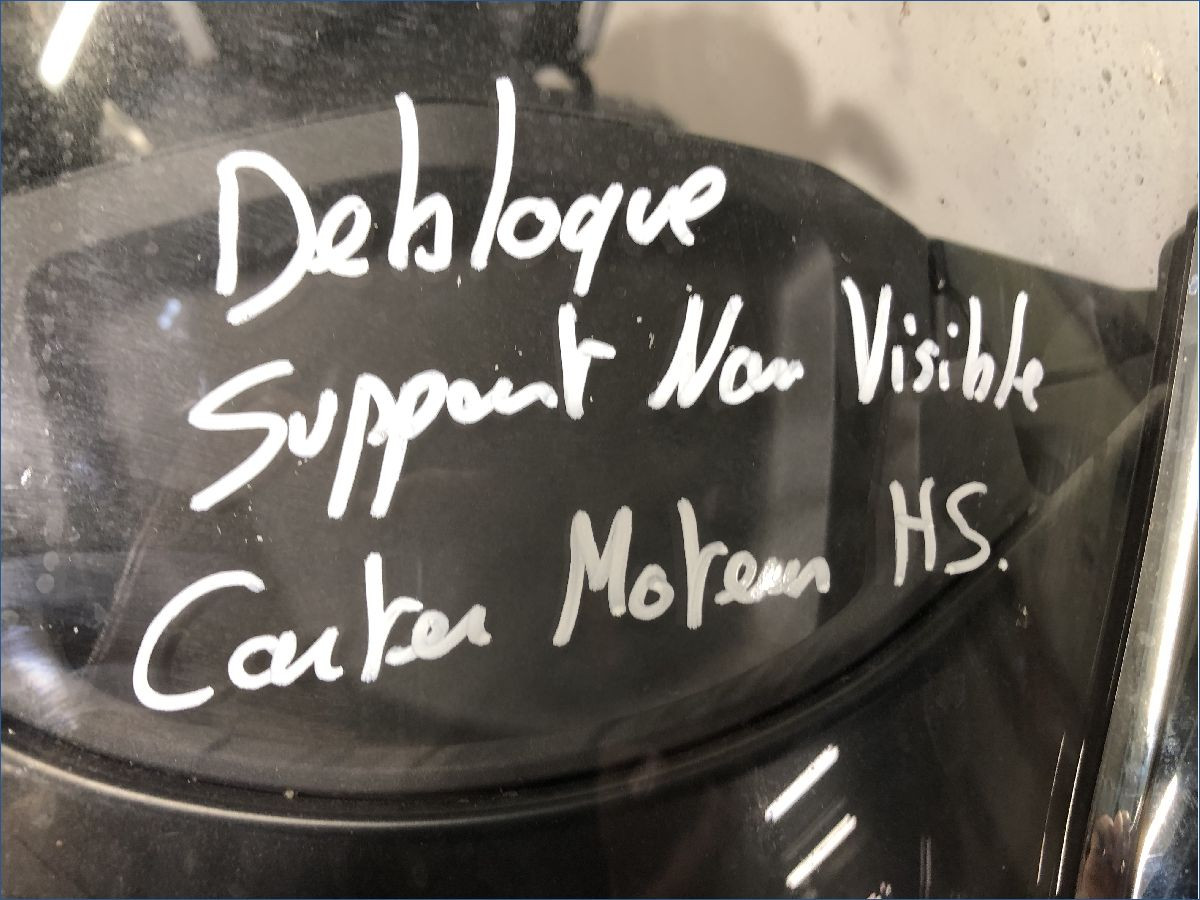 Debloque
Support Non Visible
Carter Moteur HS.